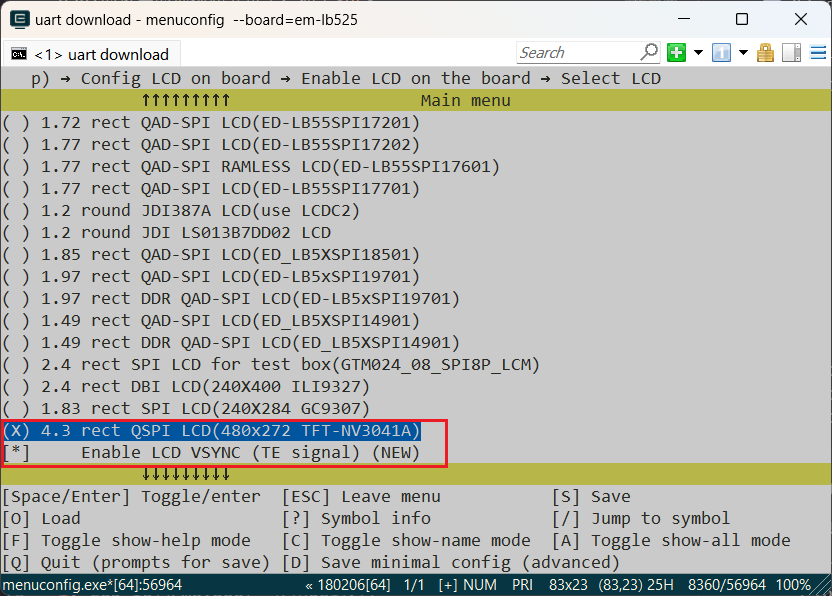 uart download - menuconfig --board=em-lb525
<1> uart download
Search
p) → Config LCD on board → Enable LCD on the board → Select LCD
↑↑↑↑↑↑↑↑↑ Main menu
( ) 1.72 rect QAD-SPI LCD(ED-LB55SPI17201)
( ) 1.77 rect QAD-SPI LCD(ED-LB55SPI17202)
( ) 1.77 rect QAD-SPI RAMLESS LCD(ED-LB55SPI17601)
( ) 1.77 rect QAD-SPI LCD(ED-LB55SPI17701)
( ) 1.2 round JDI387A LCD(use LCDC2)
( ) 1.2 round JDI LS013B7DD02 LCD
( ) 1.85 rect QAD-SPI LCD(ED_LB5XSPI18501)
( ) 1.97 rect QAD-SPI LCD(ED-LB5xSPI19701)
( ) 1.97 rect DDR QAD-SPI LCD(ED-LB5xSPI19701)
( ) 1.49 rect QAD-SPI LCD(ED_LB5XSPI14901)
( ) 1.49 rect DDR QAD-SPI LCD(ED_LB5XSPI14901)
( ) 2.4 rect SPI LCD for test box(GTM024_08_SPI8P_LCM)
( ) 2.4 rect DBI LCD(240X400 ILI9327)
( ) 1.83 rect SPI LCD(240X284 GC9307)
(X) 4.3 rect QSPI LCD(480x272 TFT-NV3041A)
[*] Enable LCD VSYNC (TE signal) (NEW)
↓↓↓↓↓↓↓↓↓
[Space/Enter] Toggle/enter [ESC] Leave menu [S] Save
[O] Load [?] Symbol info [/] Jump to symbol
[F] Toggle show-help mode [C] Toggle show-name mode [A] Toggle show-all mode
[Q] Quit (prompts for save) [D] Save minimal config (advanced)
menuconfig.exe*[64]:56964 « 180206[64] 1/1 [+] NUM PRI 83x23 (83,23) 25H 8360/56964 100%